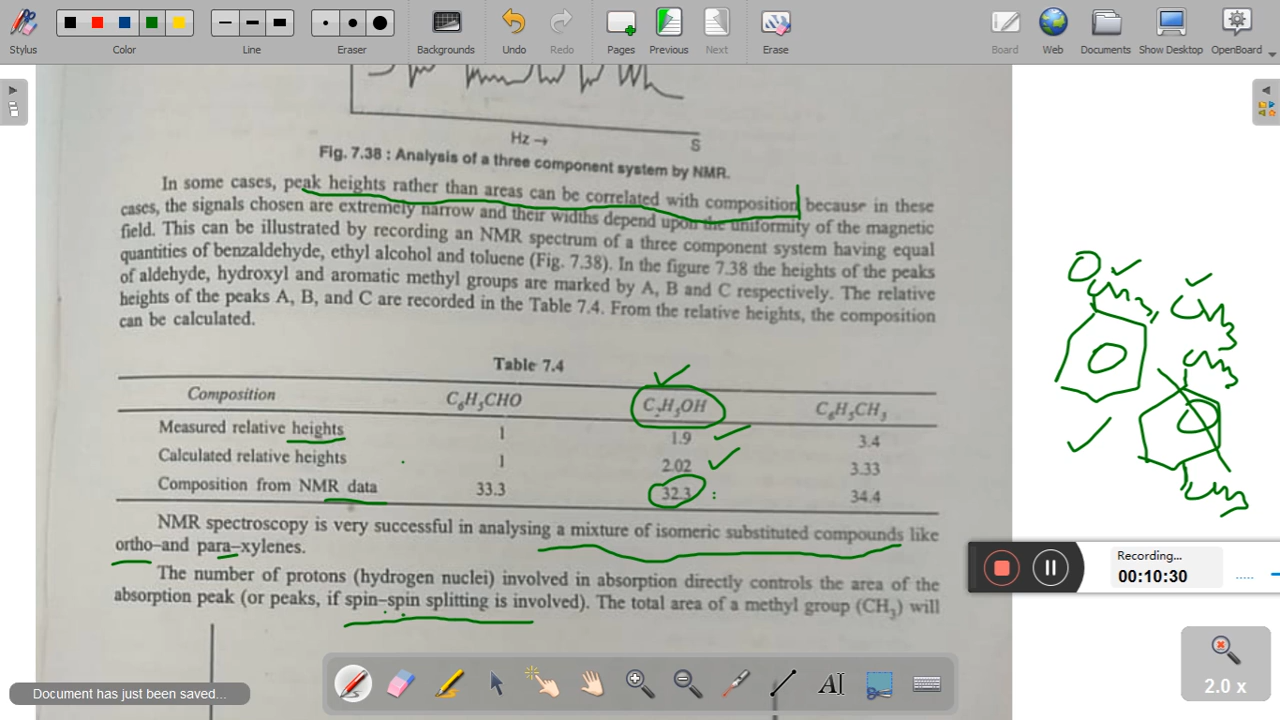 Stylus Color Line Eraser Backgrounds Undo Redo Pages Previous Next Erase Board Web Documents Show Desktop OpenBoard
Hz → S
Fig. 7.38 : Analysis of a three component system by NMR.
In some cases, peak heights rather than areas can be correlated with composition because in these
cases, the signals chosen are extremely narrow and their widths depend upon the uniformity of the magnetic
field. This can be illustrated by recording an NMR spectrum of a three component system having equal
quantities of benzaldehyde, ethyl alcohol and toluene (Fig. 7.38). In the figure 7.38 the heights of the peaks
of aldehyde, hydroxyl and aromatic methyl groups are marked by A, B and C respectively. The relative
heights of the peaks A, B, and C are recorded in the Table 7.4. From the relative heights, the composition
can be calculated.
Table 7.4
Composition C₆H₅CHO C₂H₅OH C₆H₅CH₃
Measured relative heights 1 1.9 3.4
Calculated relative heights 1 2.02 3.33
Composition from NMR data 33.3 32.3 34.4
NMR spectroscopy is very successful in analysing a mixture of isomeric substituted compounds like
ortho-and para-xylenes.
The number of protons (hydrogen nuclei) involved in absorption directly controls the area of the
absorption peak (or peaks, if spin-spin splitting is involved). The total area of a methyl group (CH₃) will
Recording...
00:10:30
Document has just been saved...
2.0 x